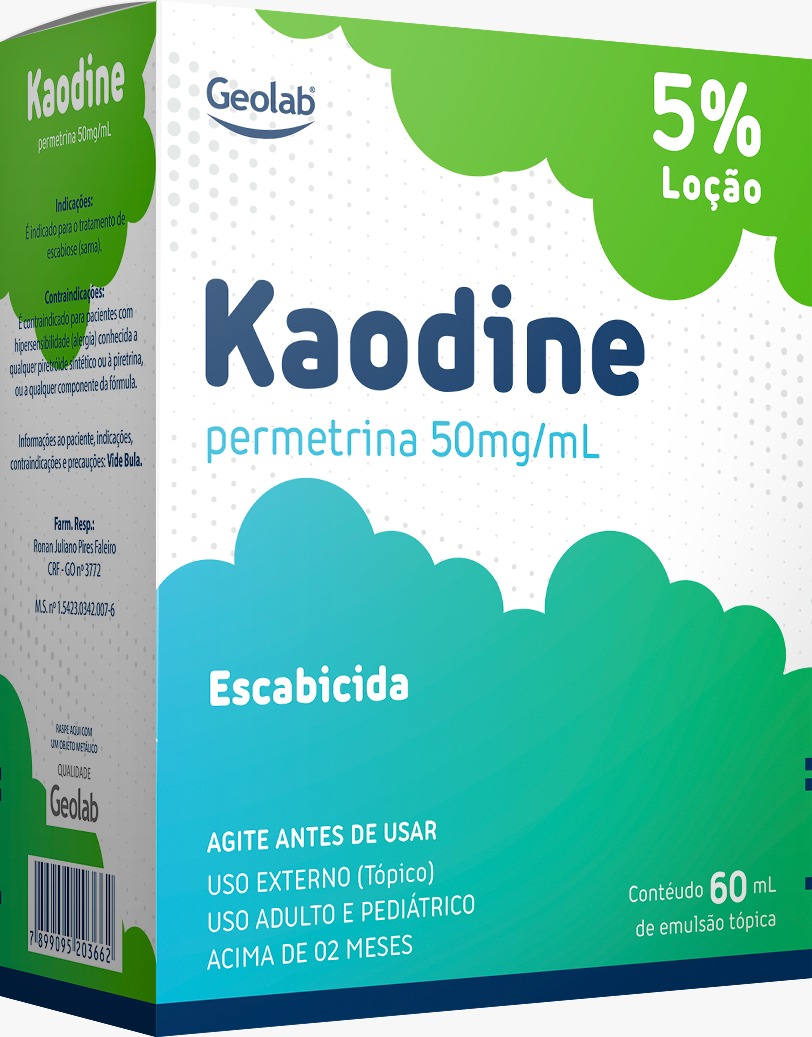 Kaodine
permetrina 50mg/mL
Indicações:
É indicado para o tratamento de
escabiose (sarna).
Contraindicações:
É contraindicado para pacientes com
hipersensibilidade (alergia) conhecida a
qualquer piretróide sintético ou à piretrina,
ou a qualquer componente da fórmula.
Informações ao paciente, indicações,
contraindicações e precauções: Vide Bula.
Farm. Resp.:
Ronan Juliano Pires Faleiro
CRF - GO nº 3772
M.S. nº 1.5423.0342.007-6
RASPE AQUI COM
UM OBJETO METÁLICO
QUALIDADE
Geolab
7 899095 203662
Geolab®
5%
Loção
Kaodine
permetrina 50mg/mL
Escabicida
AGITE ANTES DE USAR
USO EXTERNO (Tópico)
USO ADULTO E PEDIÁTRICO
ACIMA DE 02 MESES
Contéudo 60 mL
de emulsão tópica